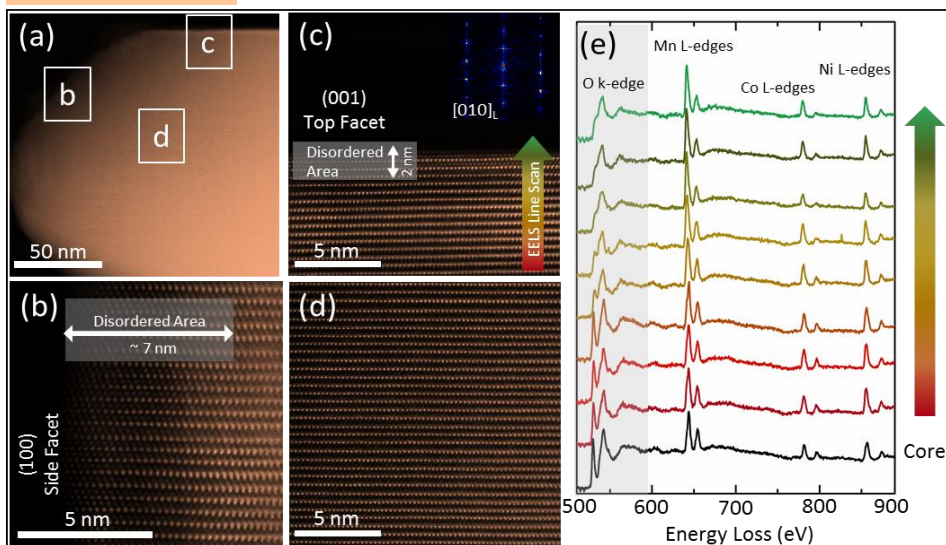 (a)
c
b
d
50 nm
(b)
Disordered Area
~ 7 nm
(100)
Side Facet
5 nm
(c)
(001)
Top Facet
[010]L
Disordered
Area
2 nm
EELS Line Scan
5 nm
(d)
5 nm
(e)
Mn L-edges
O k-edge
Co L-edges
Ni L-edges
Core
500 600 700 800 900
Energy Loss (eV)